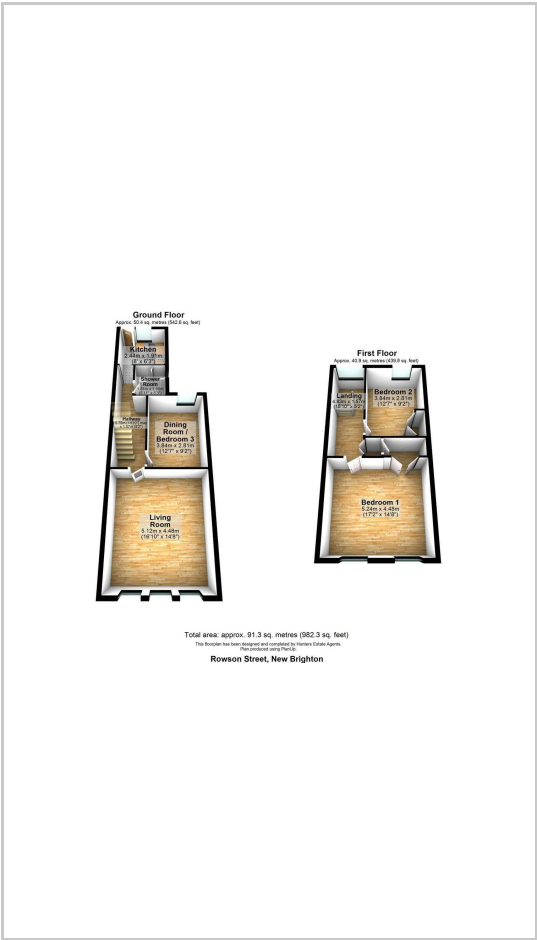 Ground Floor
Approx. 50.4 sq. metres (542.6 sq. feet)
Kitchen
2.44m x 1.91m
(8' x 6'3")
Shower
Room
Hallway
Dining
Room /
Bedroom 3
3.84m x 2.81m
(12'7" x 9'2")
Living
Room
5.12m x 4.48m
(16'10" x 14'8")
First Floor
Approx. 40.9 sq. metres (439.8 sq. feet)
Landing
Bedroom 2
3.84m x 2.81m
(12'7" x 9'2")
Bedroom 1
5.24m x 4.48m
(17'2" x 14'8")
Total area: approx. 91.3 sq. metres (982.3 sq. feet)
This floorplan has been designed and completed by Hunters Estate Agents.
Plan produced using PlanUp.
Rowson Street, New Brighton